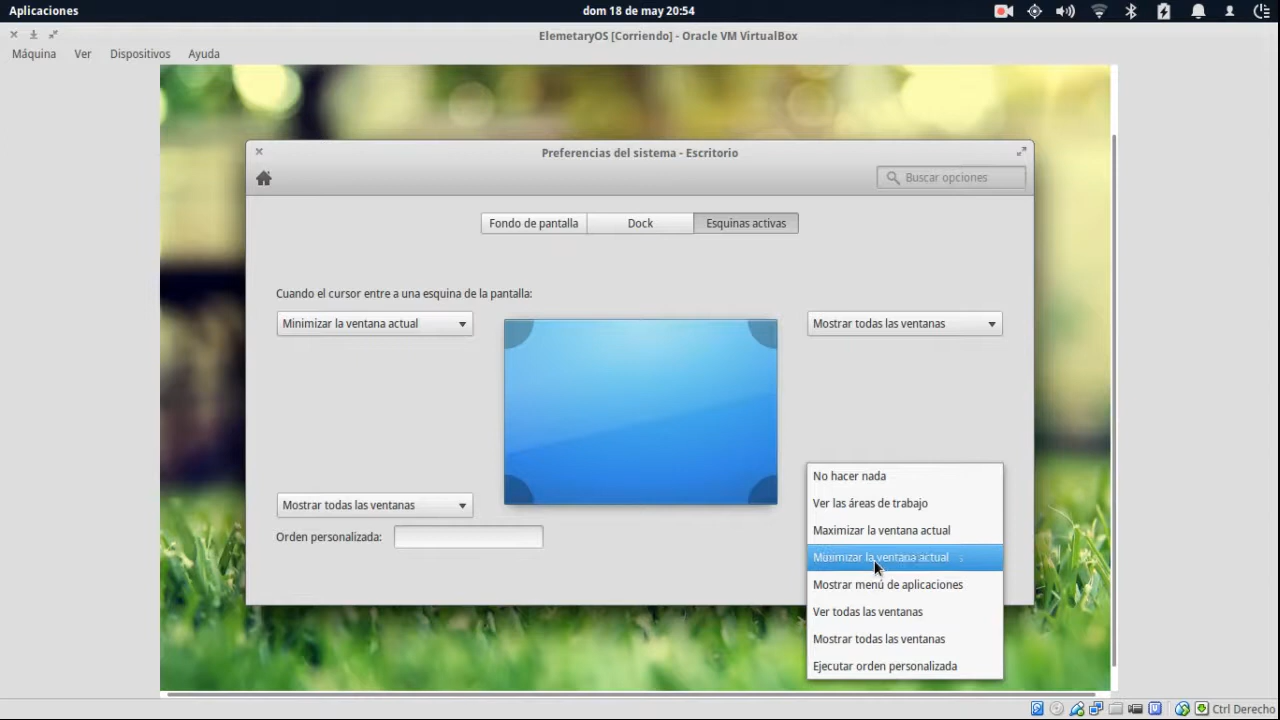 Aplicaciones
dom 18 de may 20:54
ElemetaryOS [Corriendo] - Oracle VM VirtualBox
Máquina Ver Dispositivos Ayuda
Preferencias del sistema - Escritorio
Buscar opciones
Fondo de pantalla Dock Esquinas activas
Cuando el cursor entre a una esquina de la pantalla:
Minimizar la ventana actual
Mostrar todas las ventanas
Mostrar todas las ventanas
Orden personalizada:
No hacer nada
Ver las áreas de trabajo
Maximizar la ventana actual
Minimizar la ventana actual
Mostrar menú de aplicaciones
Ver todas las ventanas
Mostrar todas las ventanas
Ejecutar orden personalizada
Ctrl Derecho